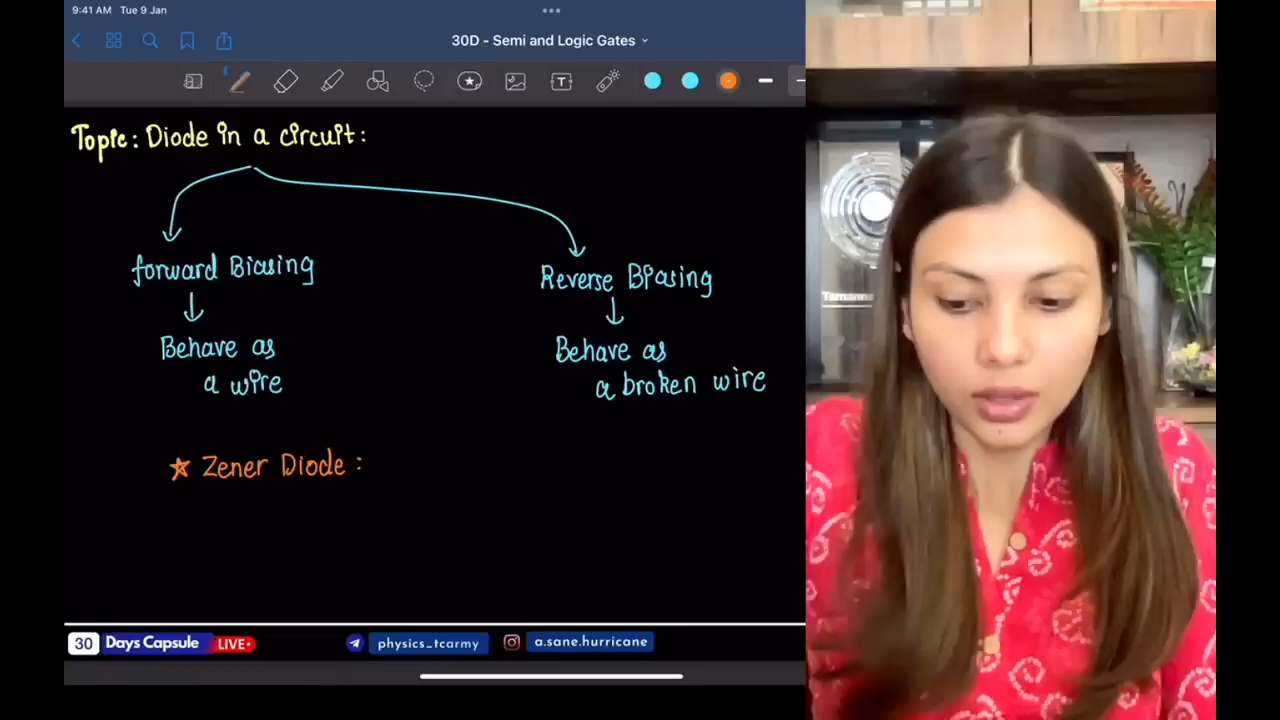 9:41 AM Tue 9 Jan
30D - Semi and Logic Gates
T
Topic: Diode in a circuit:
forward Biasing
Reverse Biasing
Behave as
a wire
Behave as
a broken wire
Zener Diode :
30 Days Capsule LIVE
physics_tcarmy
a.sane.hurricane